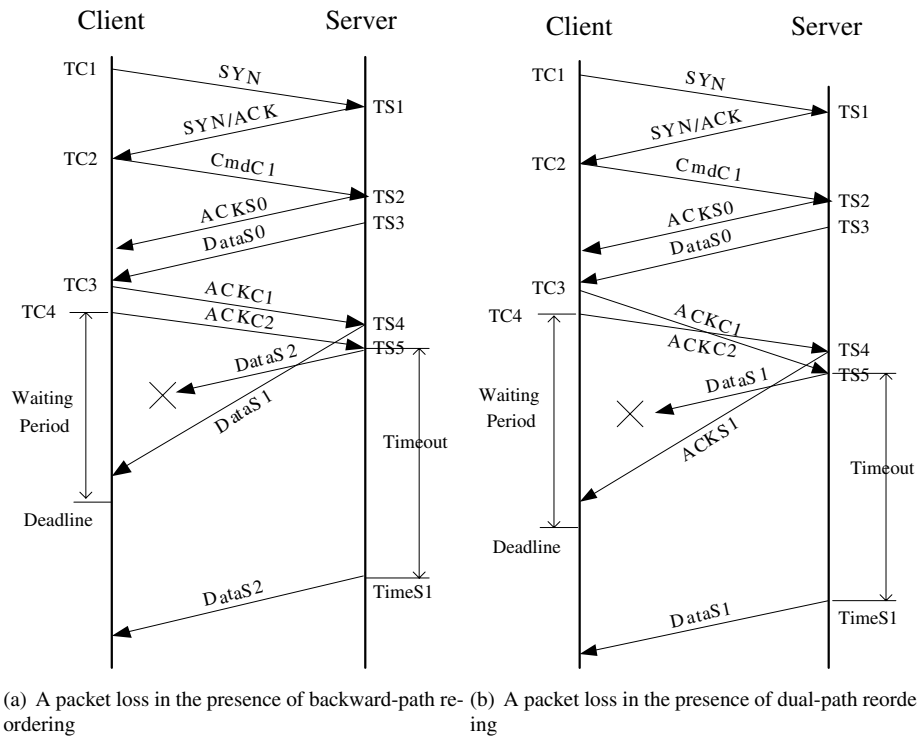 Client
Server
TC1
SYN
TS1
SYN/ACK
TC2
CmdC1
TS2
ACKS0
TS3
DataS0
TC3
ACKC1
TC4
ACKC2
TS4
TS5
DataS2
Waiting
Period
DataS1
Timeout
Deadline
DataS2
TimeS1
(a) A packet loss in the presence of backward-path re-
ordering
Client
Server
TC1
SYN
TS1
SYN/ACK
TC2
CmdC1
TS2
ACKS0
TS3
DataS0
TC3
ACKC1
TC4
ACKC2
TS4
TS5
DataS1
Waiting
Period
ACKS1
Timeout
Deadline
DataS1
TimeS1
(b) A packet loss in the presence of dual-path reorde
ing